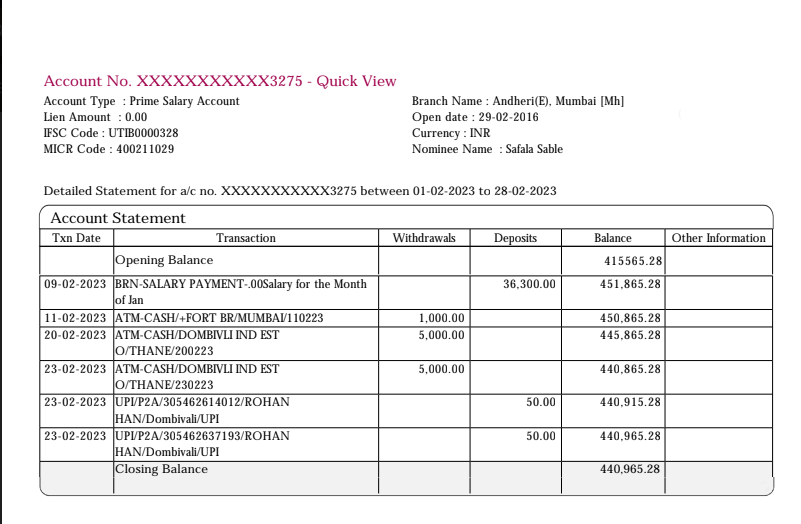 Account No. XXXXXXXXXXX3275 - Quick View
Account Type : Prime Salary Account
Branch Name : Andheri(E), Mumbai [Mh]
Lien Amount : 0.00
Open date : 29-02-2016
IFSC Code : UTIB0000328
Currency : INR
MICR Code : 400211029
Nominee Name : Safala Sable
Detailed Statement for a/c no. XXXXXXXXXXX3275 between 01-02-2023 to 28-02-2023
Account Statement
Txn Date Transaction Withdrawals Deposits Balance Other Information
Opening Balance 415565.28
09-02-2023 BRN-SALARY PAYMENT-.00Salary for the Month 36,300.00 451,865.28
of Jan
11-02-2023 ATM-CASH/+FORT BR/MUMBAI/110223 1,000.00 450,865.28
20-02-2023 ATM-CASH/DOMBIVLI IND EST 5,000.00 445,865.28
O/THANE/200223
23-02-2023 ATM-CASH/DOMBIVLI IND EST 5,000.00 440,865.28
O/THANE/230223
23-02-2023 UPI/P2A/305462614012/ROHAN 50.00 440,915.28
HAN/Dombivali/UPI
23-02-2023 UPI/P2A/305462637193/ROHAN 50.00 440,965.28
HAN/Dombivali/UPI
Closing Balance 440,965.28